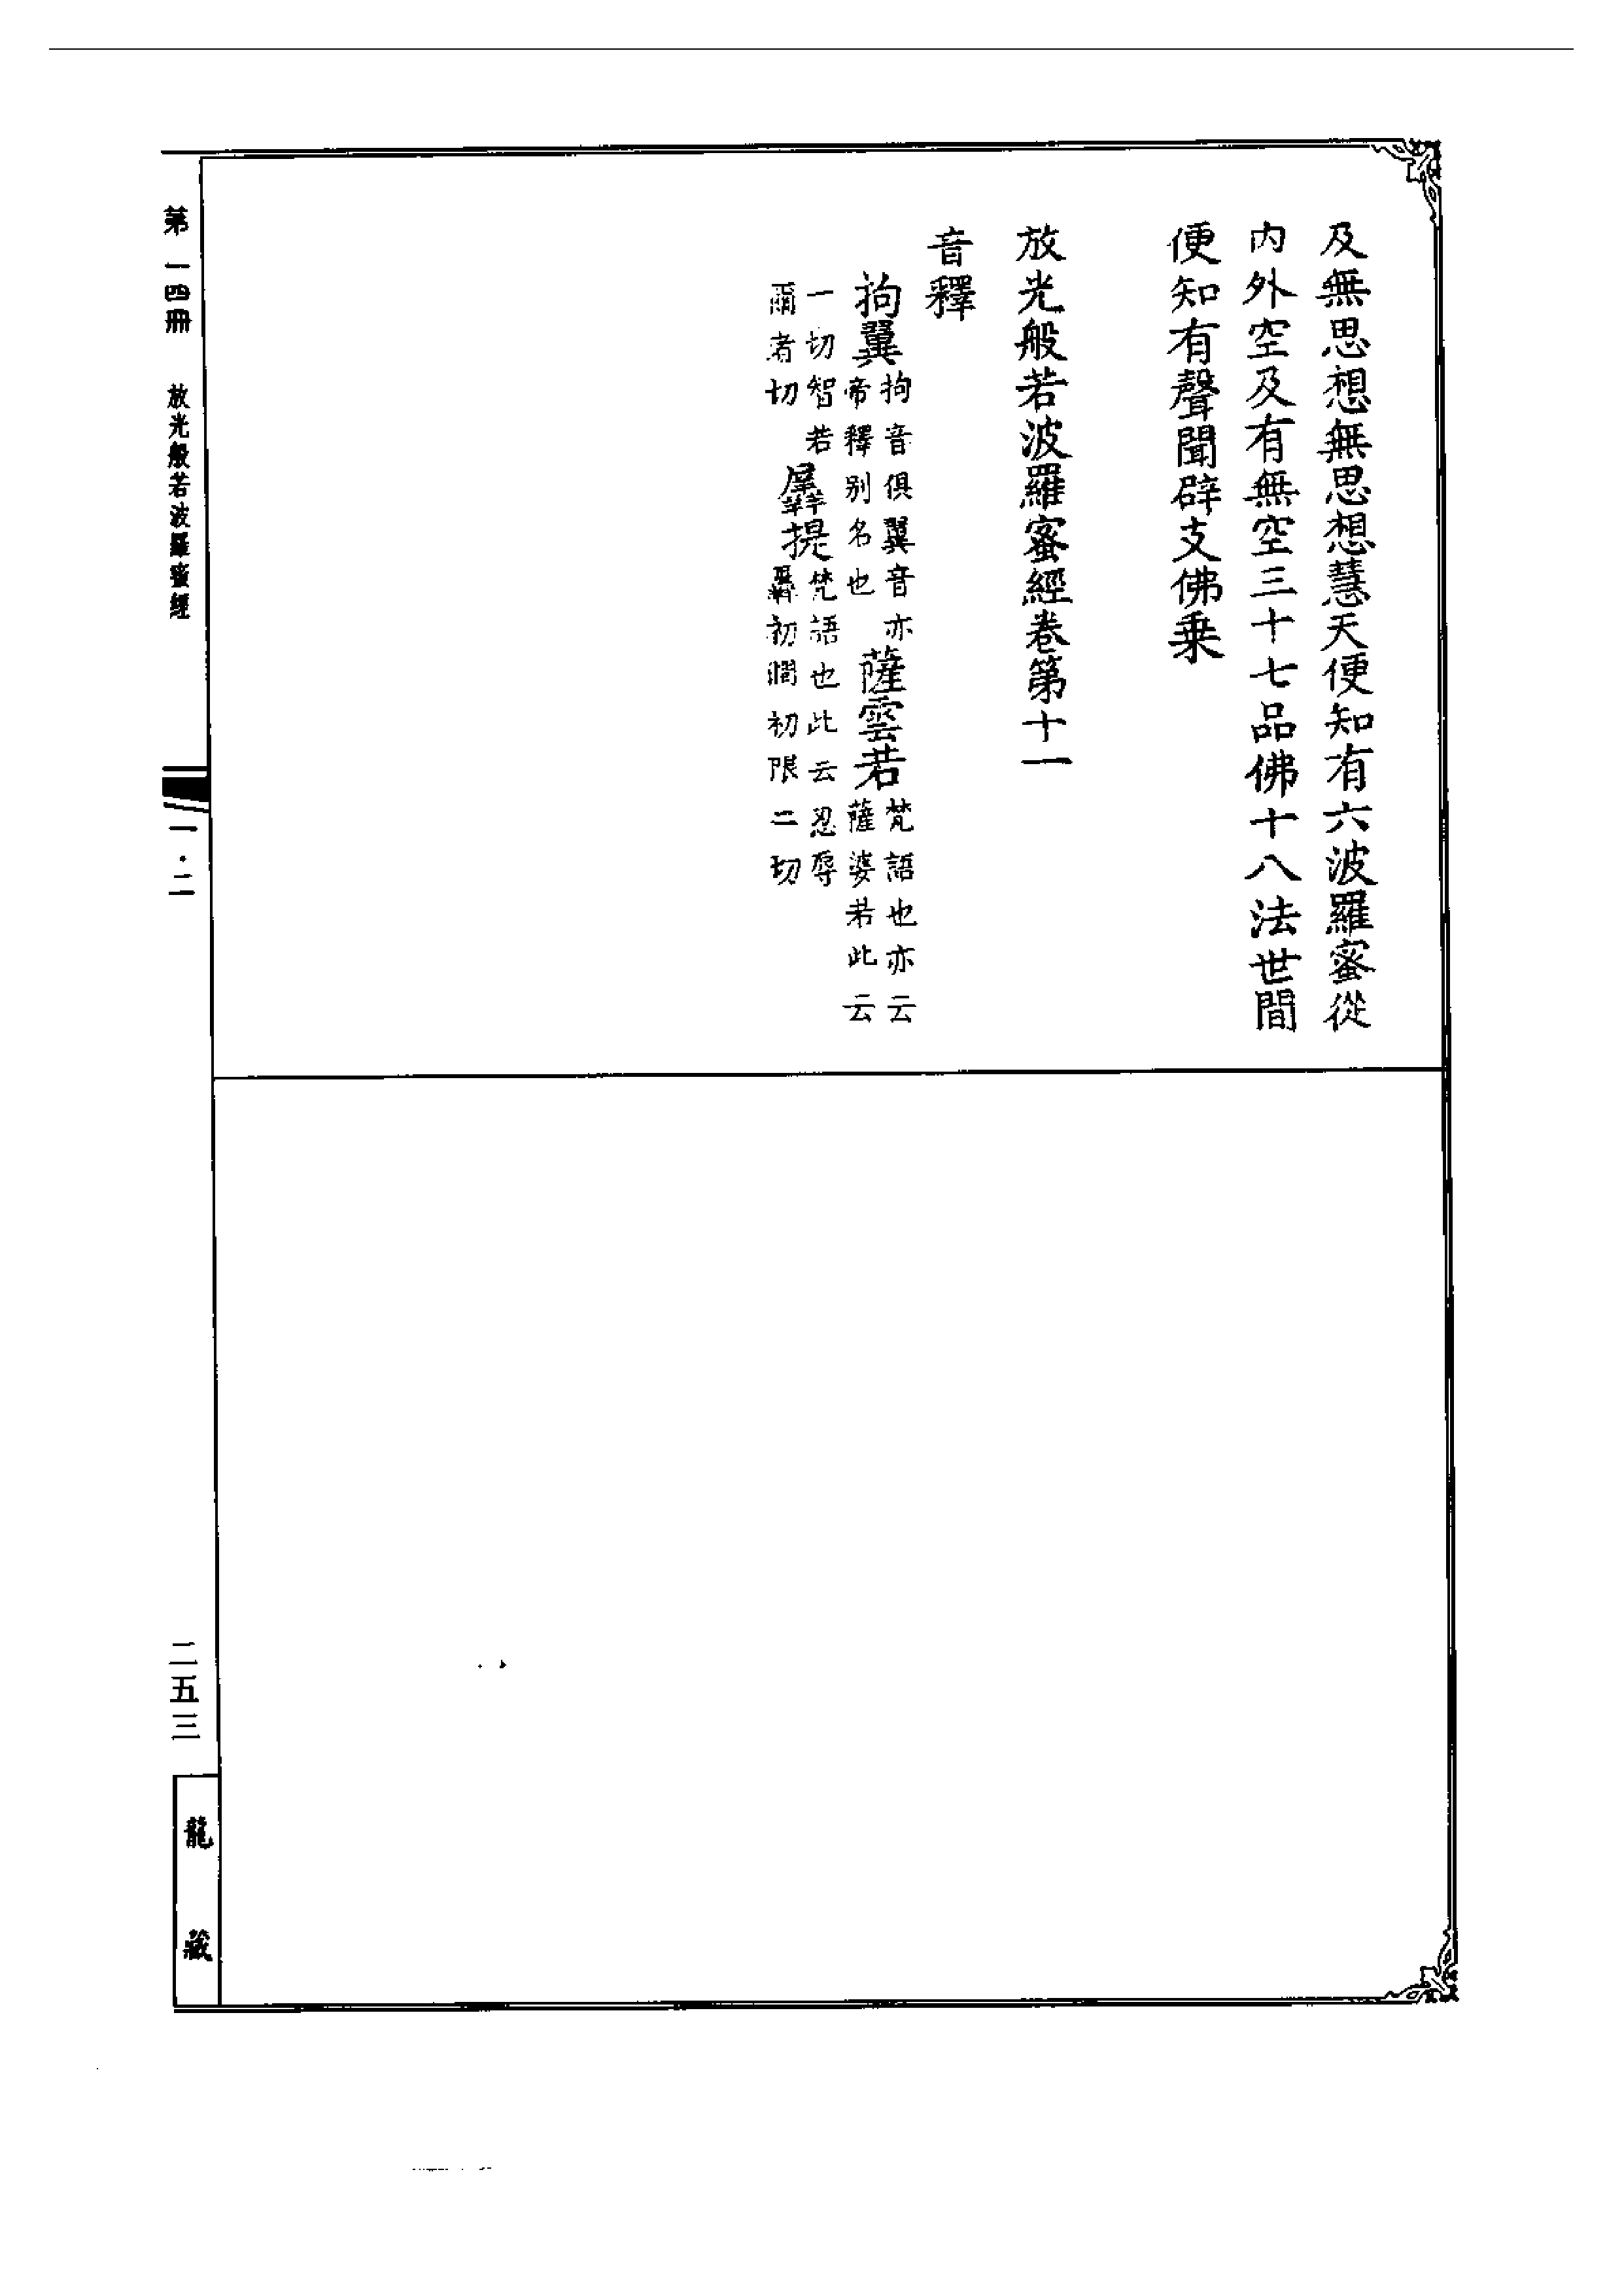 及無思想無思想慧天便知有六波羅蜜從
内外空及有無空三十七品佛十八法世間
便知有聲聞辟支佛乗
放光般若波羅蜜經卷第十一
音釋
拘翼拘音俱翼音亦帝釋别名也薩雲若梵語也亦云薩婆若此云
一切智若爾者切羼提梵語也此云忍辱羼初澗初限二切
第一四冊 放光般若波羅蜜經
一·二
二五三
龍藏